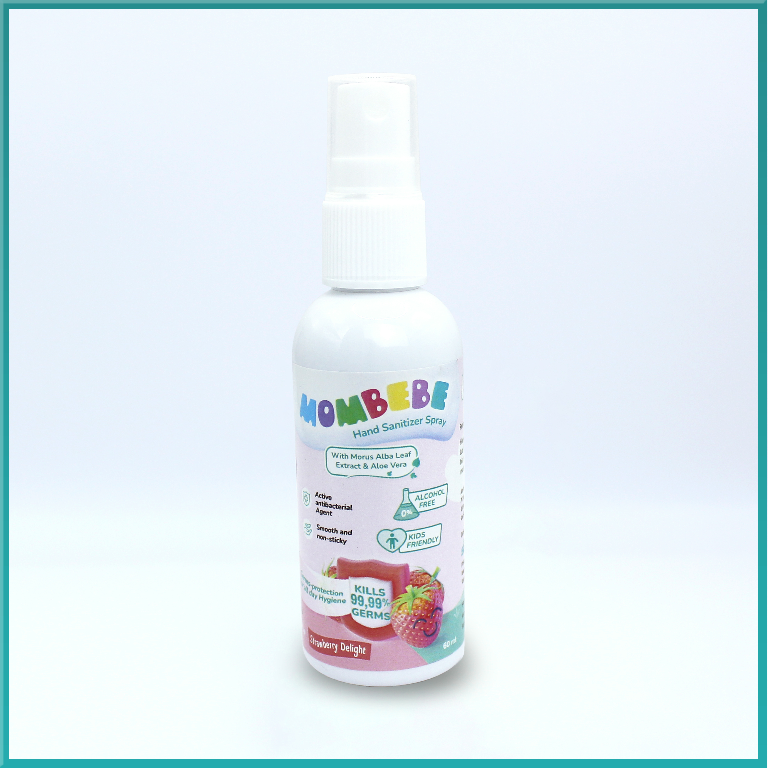 MOMBEBE
Hand Sanitizer Spray
With Morus Alba Leaf
Extract & Aloe Vera
Active
antibacterial
Agent
ALCOHOL
FREE
0%
Smooth and
non-sticky
KIDS
FRIENDLY
KILLS
99,99%
GERMS
day Hygiene
Strawberry Delight
60 ml